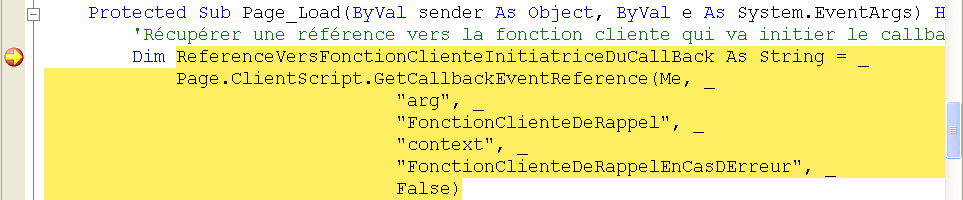 Protected Sub Page_Load(ByVal sender As Object, ByVal e As System.EventArgs) H
'Récupérer une référence vers la fonction cliente qui va initier le callba
Dim ReferenceVersFonctionClienteInitiatriceDuCallBack As String = _
Page.ClientScript.GetCallbackEventReference(Me, _
"arg", _
"FonctionClienteDeRappel", _
"context", _
"FonctionClienteDeRappelEnCasDErreur", _
False)